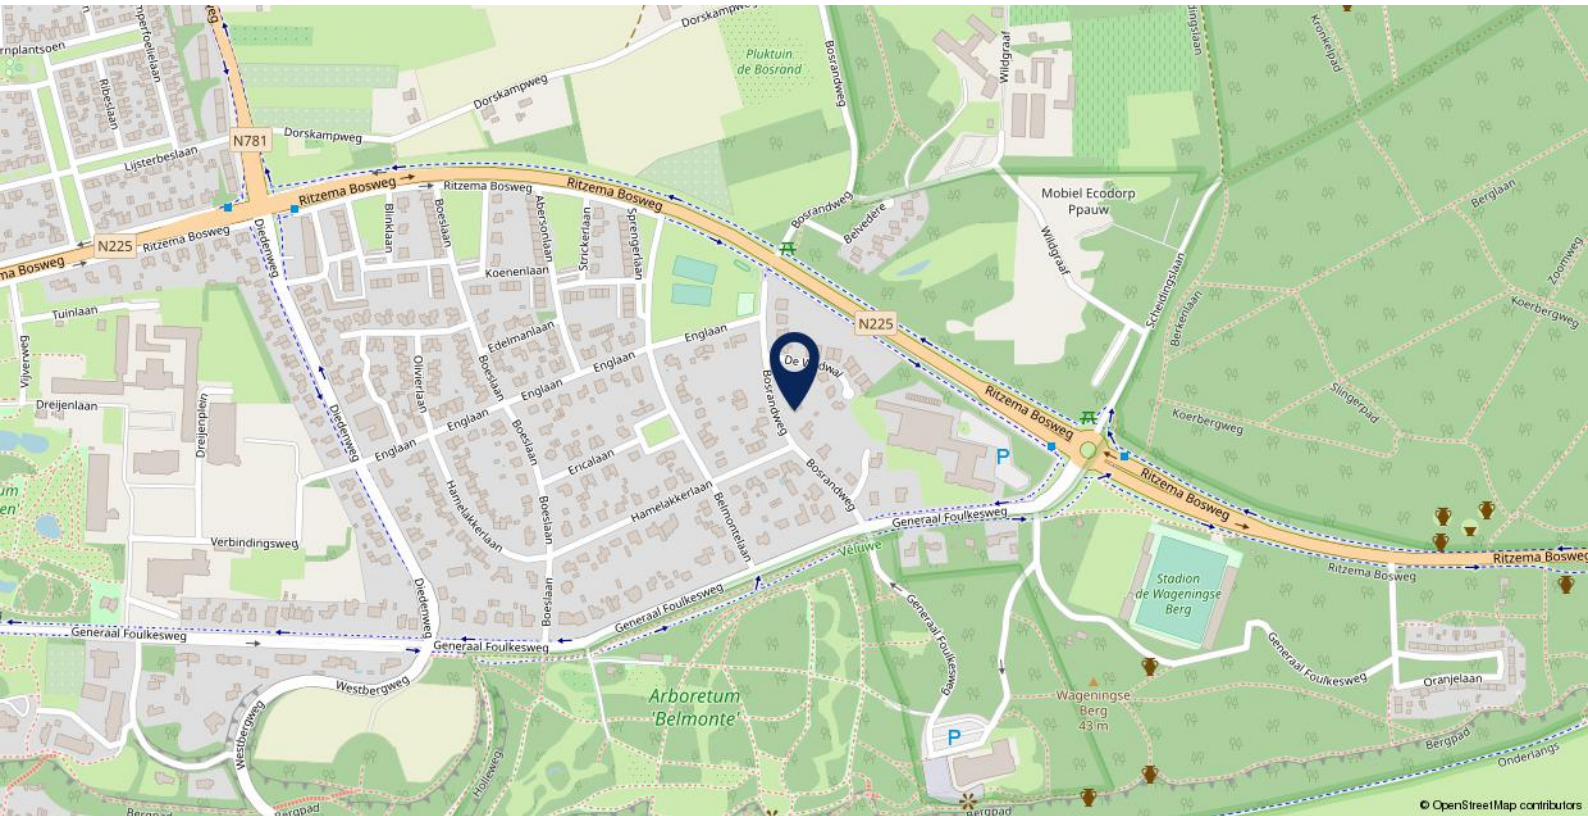 Dorskampweg
Bosrandweg
Wildgraaf
Kronkelpad
Ribeslaan
Pluktuin
de Bosrand
Dorskampweg
N781
Dorskampweg
Lijsterbeslaan
Ritzema Bosweg
Ritzema Bosweg
Ritzema Bosweg
Mobiel Ecodorp
Ppauw
Berglaan
Blinklaan
Boeslaan
Abersonlaan
Strickerlaan
Sprengerlaan
Bosrandweg
Belvedere
Diedenweg
N225
Ritzema Bosweg
Wildgraaf
Zoomweg
Koenenlaan
Scheidingslaan
Berkenlaan
Koerbergweg
Tuinlaan
N225
Edelmanlaan
Englaan
Vijverweg
Olivierlaan
Boeslaan
Englaan
Englaan
Bosrandweg
Ritzema Bosweg
Slingerpad
Dreijenlaan
Dreijenplein
Diedenweg
Englaan
Englaan
Boeslaan
Koerbergweg
P
Ericalaan
Bosrandweg
Ritzema Bosweg
Hamelakkerlaan
Hamelakkerlaan
Belmontelaan
Boeslaan
Generaal Foulkesweg
Verbindingsweg
Veluwe
Ritzema Bosweg
Ritzema Bosweg
Stadion
de Wageningse
Berg
Diedenweg
Boeslaan
Generaal Foulkesweg
Generaal Foulkesweg
Generaal Foulkesweg
Generaal Foulkesweg
Generaal Foulkesweg
Westbergweg
Oranjelaan
Arboretum
'Belmonte'
Wageningse
Berg
43 m
Westbergweg
P
Holleweg
Bergpad
Onderlangs
Bergpad
Bergpad
© OpenStreetMap contributors